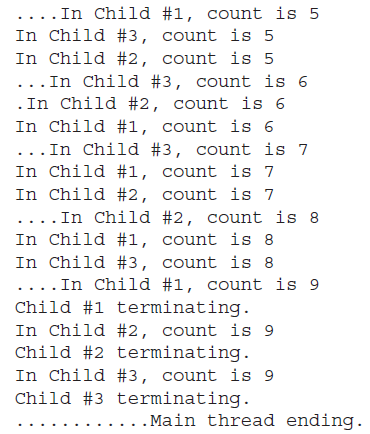 ....In Child #1, count is 5
In Child #3, count is 5
In Child #2, count is 5
...In Child #3, count is 6
.In Child #2, count is 6
In Child #1, count is 6
...In Child #3, count is 7
In Child #1, count is 7
In Child #2, count is 7
....In Child #2, count is 8
In Child #1, count is 8
In Child #3, count is 8
....In Child #1, count is 9
Child #1 terminating.
In Child #2, count is 9
Child #2 terminating.
In Child #3, count is 9
Child #3 terminating.
............Main thread ending.